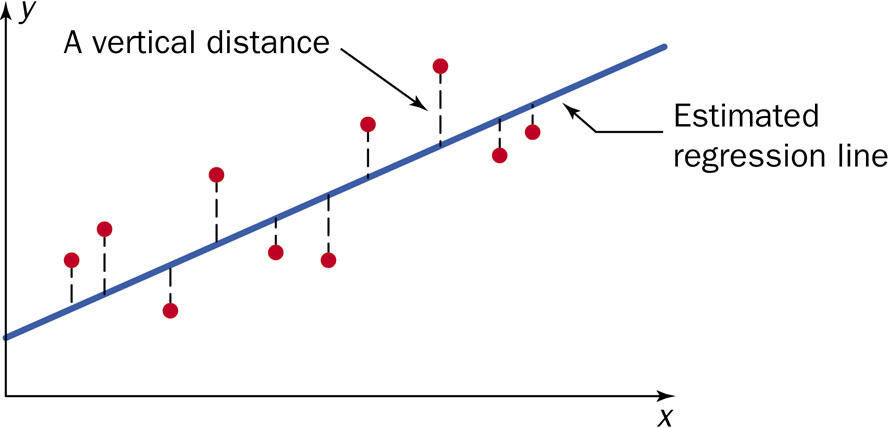 y
A vertical distance
Estimated
regression line
x